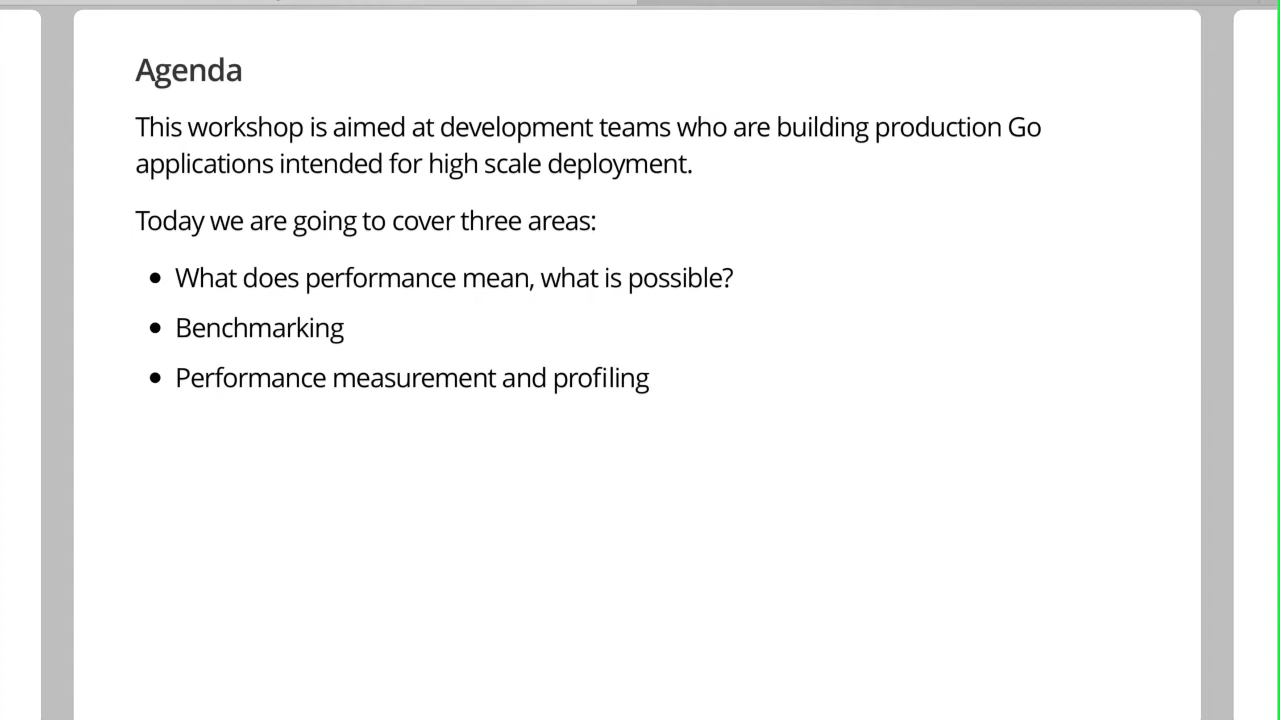 Agenda
This workshop is aimed at development teams who are building production Go
applications intended for high scale deployment.
Today we are going to cover three areas:
• What does performance mean, what is possible?
• Benchmarking
• Performance measurement and profiling